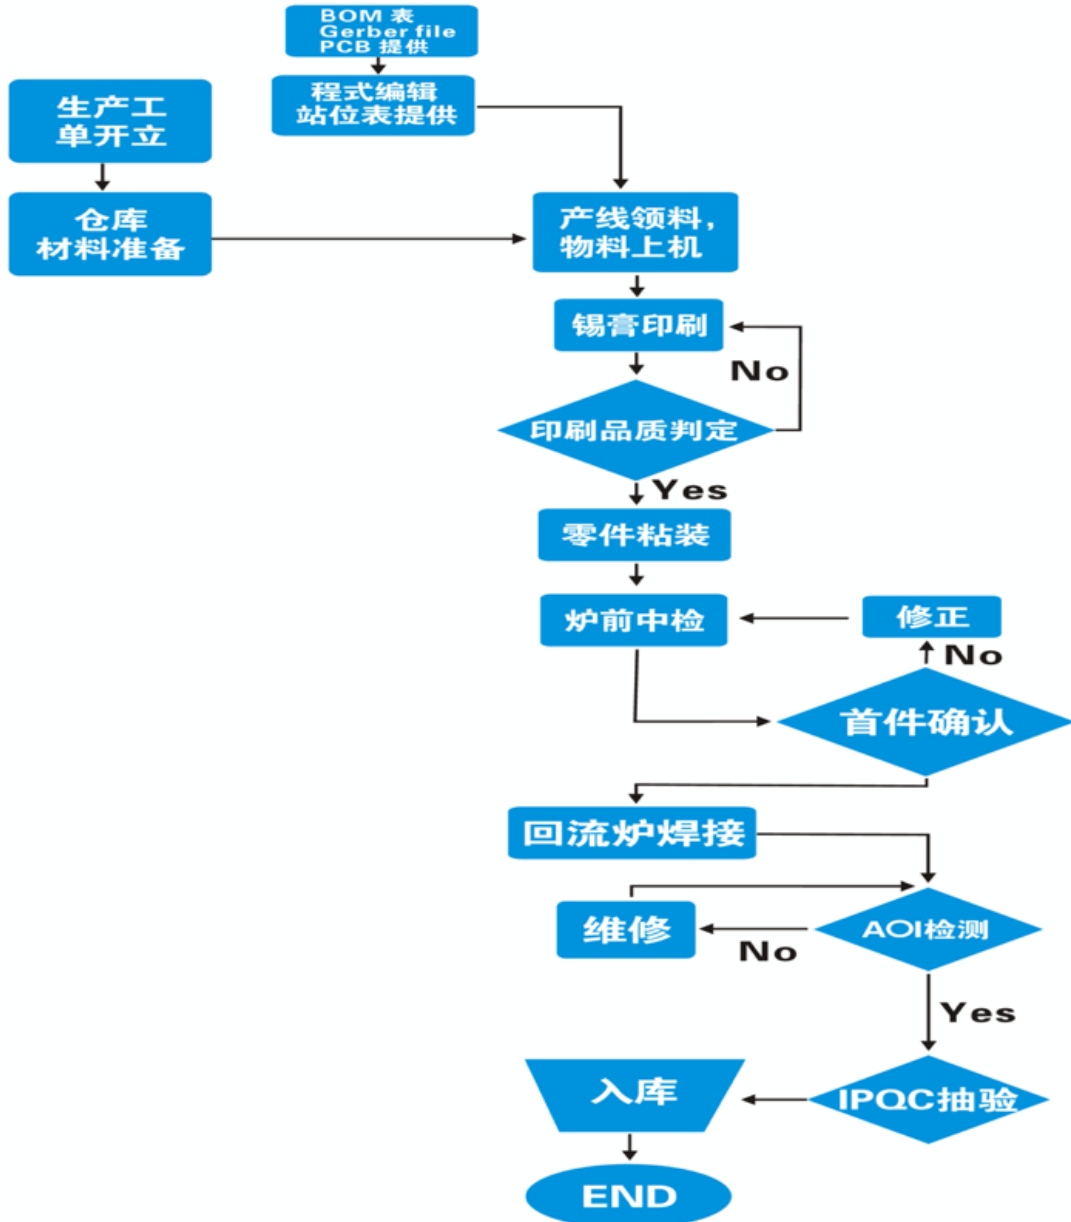 BOM 表
Gerber file
PCB 提供
程式编辑
站位表提供
生产工
单开立
仓库
材料准备
产线领料,
物料上机
锡膏印刷
No
印刷品质判定
Yes
零件粘装
炉前中检
修正
No
首件确认
回流炉焊接
维修
AOI检测
No
Yes
入库
IPQC抽验
END